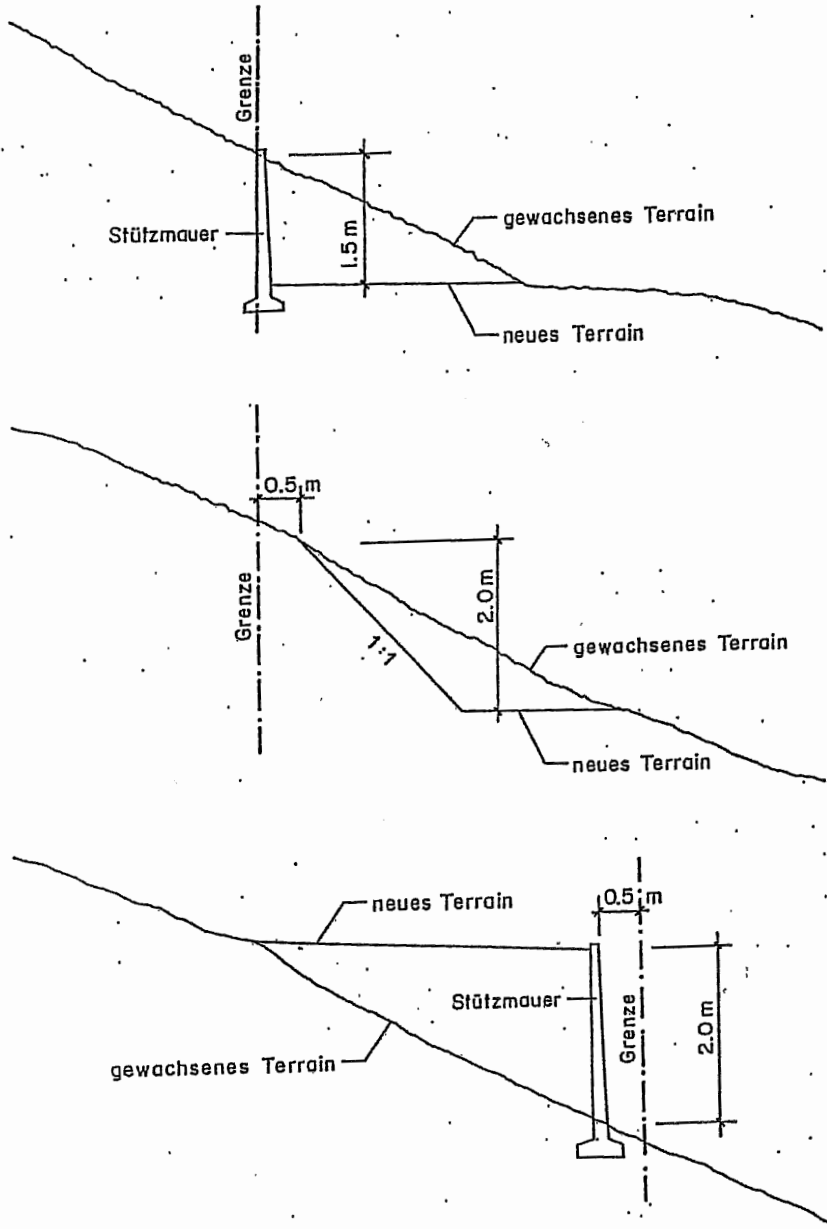 Grenze
Stützmauer
1.5 m
gewachsenes Terrain
neues Terrain
0.5 m
Grenze
2.0 m
1:1
gewachsenes Terrain
neues Terrain
neues Terrain
0.5 m
Stützmauer
Grenze
2.0 m
gewachsenes Terrain